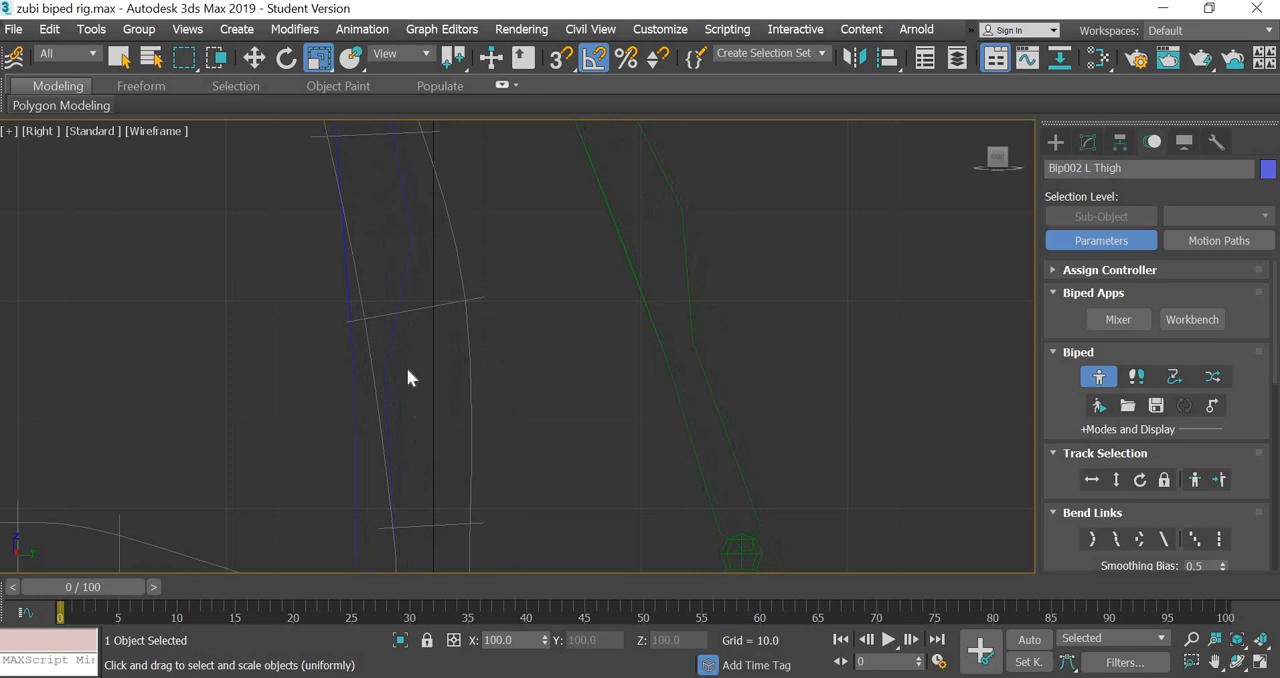 zubi biped rig.max - Autodesk 3ds Max 2019 - Student Version
File Edit Tools Group Views Create Modifiers Animation Graph Editors Rendering Civil View Customize Scripting Interactive Content Arnold » Sign In Workspaces: Default
All View Create Selection Set
Modeling Freeform Selection Object Paint Populate
Polygon Modeling
[+] [Right ] [Standard ] [Wireframe ]
Bip002 L Thigh
Selection Level:
Sub-Object
Parameters Motion Paths
Assign Controller
Biped Apps
Mixer Workbench
Biped
+Modes and Display
Track Selection
Bend Links
Smoothing Bias: 0.5
< 0 / 100 >
0 5 10 15 20 25 30 35 40 45 50 55 60 65 70 75 80 85 90 95 100
1 Object Selected X: 100.0 Y: 100.0 Z: 100.0 Grid = 10.0 Auto Selected
MAXScript Mi: Click and drag to select and scale objects (uniformly) Add Time Tag 0 Set K. Filters...